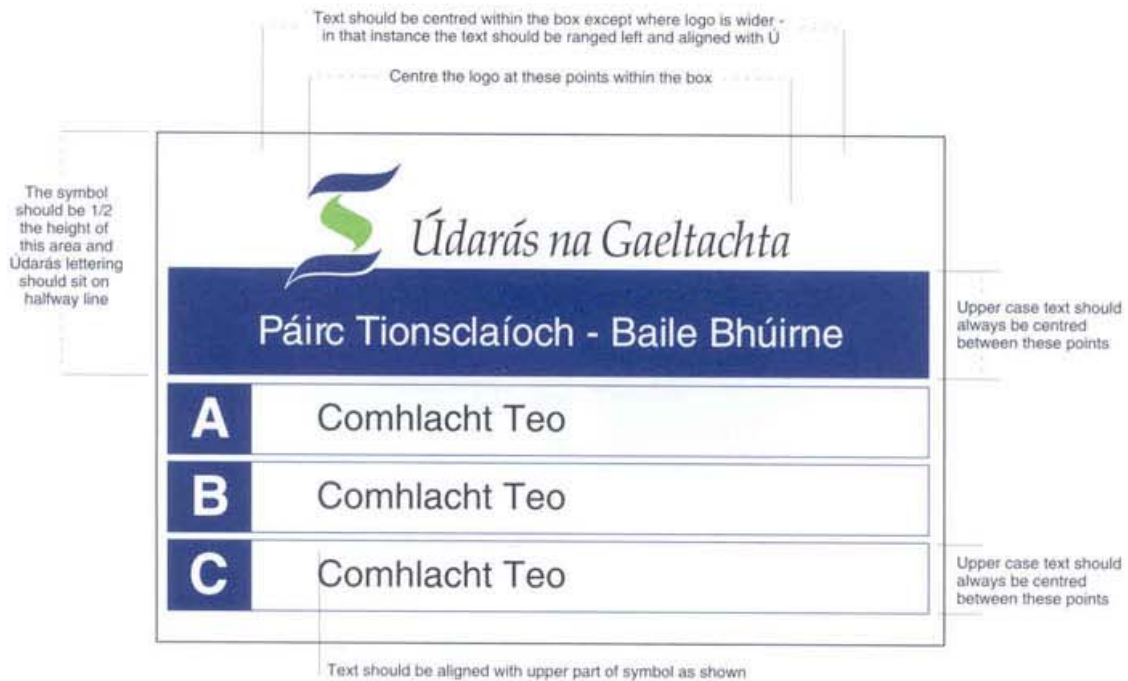 Text should be centred within the box except where logo is wider -
in that instance the text should be ranged left and aligned with Ú
Centre the logo at these points within the box
The symbol
should be 1/2
the height of
this area and
Údarás lettering
should sit on
halfway line
Údarás na Gaeltachta
Páirc Tionsclaíoch - Baile Bhúirne
Upper case text should
always be centred
between these points
A Comhlacht Teo
B Comhlacht Teo
C Comhlacht Teo
Upper case text should
always be centred
between these points
Text should be aligned with upper part of symbol as shown